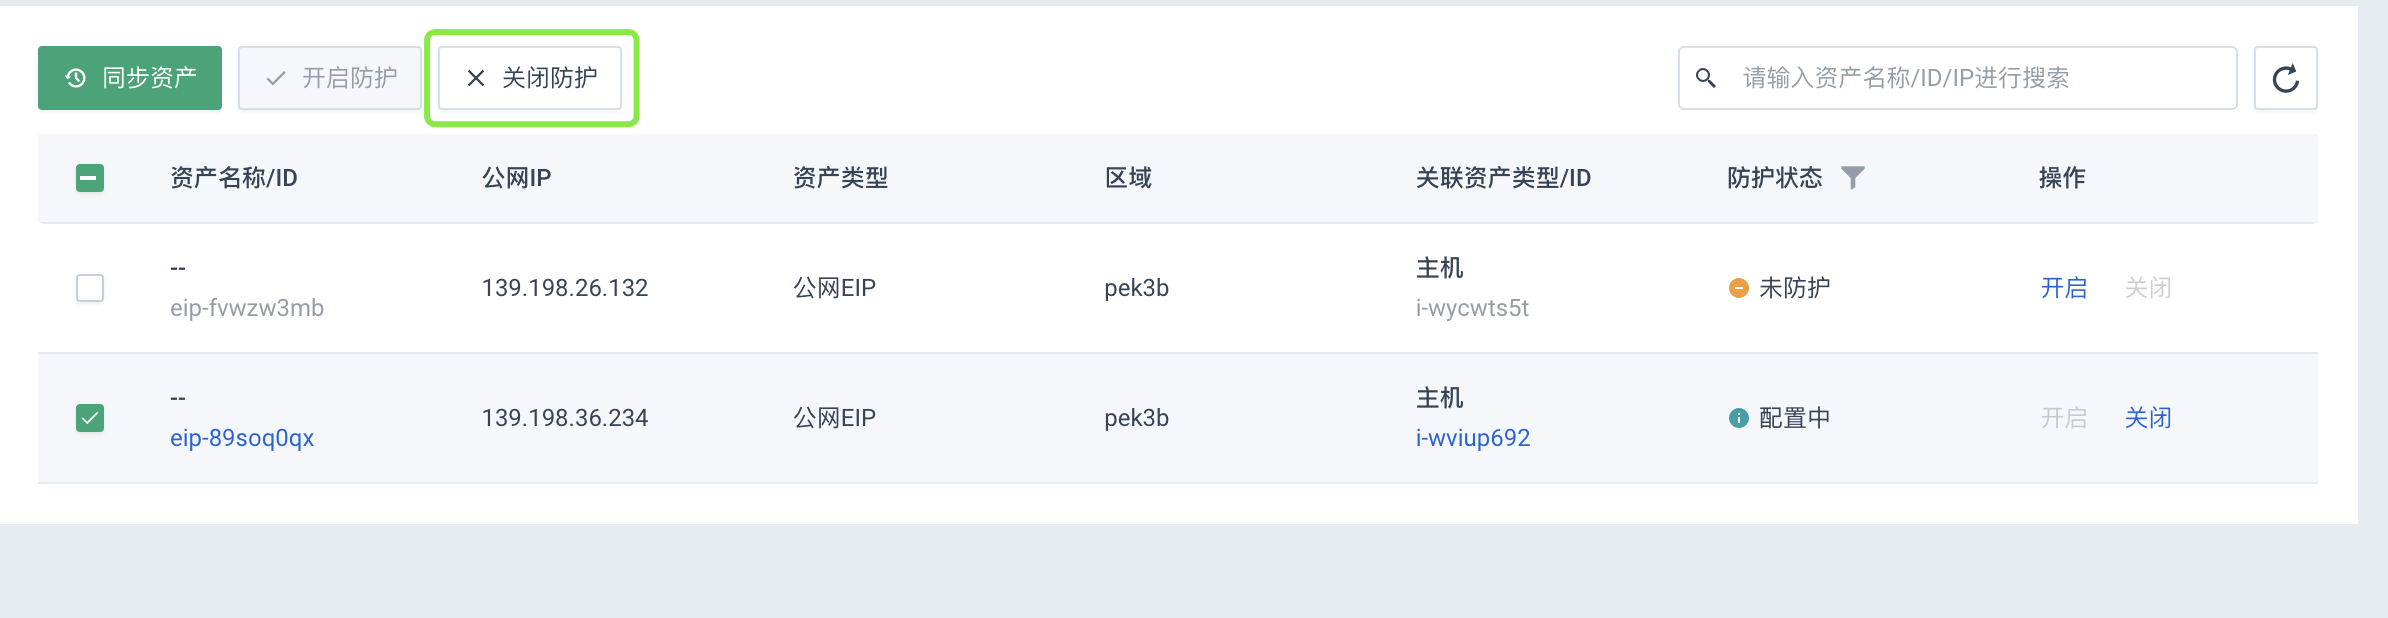 同步资产 开启防护 关闭防护 请输入资产名称/ID/IP进行搜索
资产名称/ID 公网IP 资产类型 区域 关联资产类型/ID 防护状态 操作
-- 主机
139.198.26.132 公网EIP pek3b 未防护 开启 关闭
eip-fvwzw3mb i-wycwts5t
-- 主机
139.198.36.234 公网EIP pek3b 配置中 开启 关闭
eip-89soq0qx i-wviup692